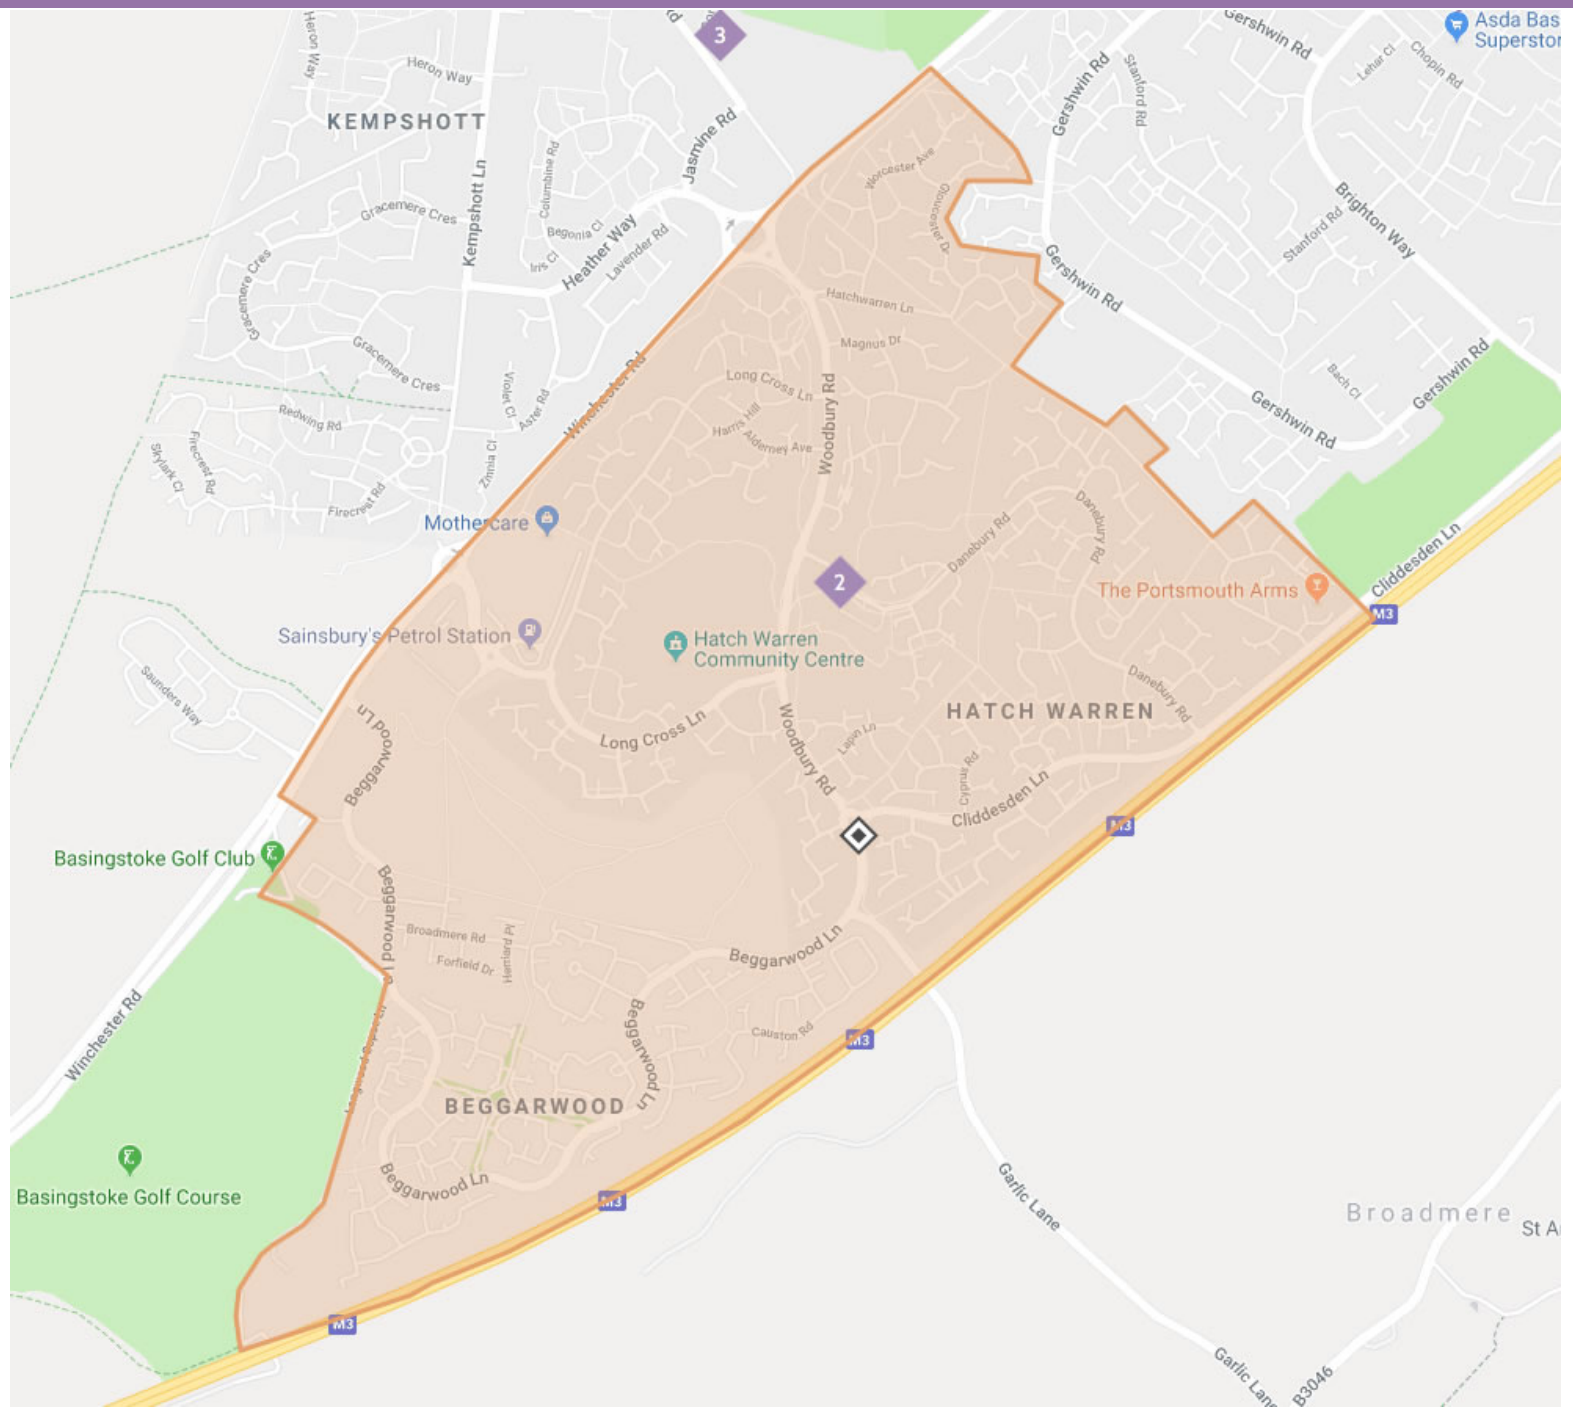 Gershwin Rd
Asda Bas
Superstor
3
Heron Way
Heron Way
Rd
Gershwin Rd
Stanford Rd
Lehar Cl
Chopin Rd
KEMPSHOTT
Jasmine Rd
Columbine Rd
Worcester Ave
Kempshott Ln
Gracemere Cres
Gloucester Dr
Brighton Way
Begonia Cl
Iris Cl
Heather Way
Lavender Rd
Stanford Rd
Gershwin Rd
Gracemere Cres
Hatchwarren Ln
Magnus Dr
Gracemere Cres
Winchester Rd
Long Cross Ln
Woodbury Rd
Bach Cl
Gershwin Rd
Violet Cl
Aster Rd
Redwing Rd
Harris Hill
Alderney Ave
Gershwin Rd
Firecrest Rd
Skylark Cl
Zinnia Cl
Firecrest Rd
Mothercare
Danebury Rd
Danebury Rd
Cliddesden Ln
2
The Portsmouth Arms
M3
Sainsbury's Petrol Station
Hatch Warren
Community Centre
Saunders Way
Danebury Rd
Beggarwood Ln
Long Cross Ln
Woodbury Rd
Lapin Ln
HATCH WARREN
Cyprus Rd
Cliddesden Ln
M3
Basingstoke Golf Club
Beggarwood Ln
Broadmere Rd
Forfield Dr
Herriard Pl
Beggarwood Ln
Winchester Rd
Longwood Copse Ln
Beggarwood Ln
Causton Rd
M3
BEGGARWOOD
Basingstoke Golf Course
Beggarwood Ln
M3
Garlic Lane
Broadmere
St A
M3
Garlic Lane
B3046